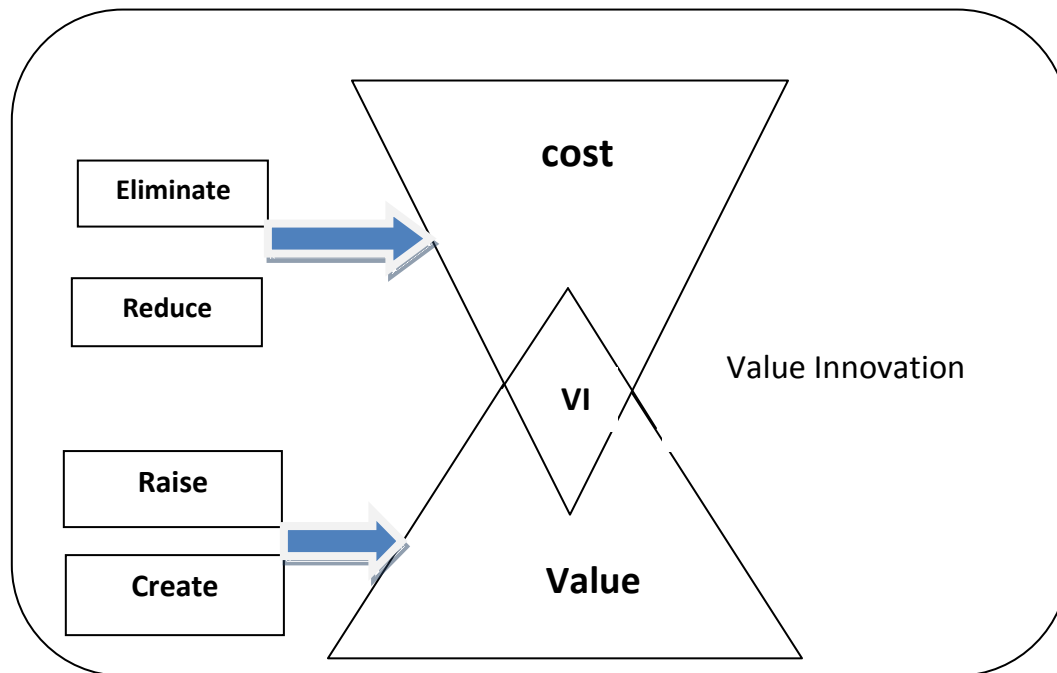 cost
Eliminate
Reduce
Value Innovation
VI
Raise
Create
Value